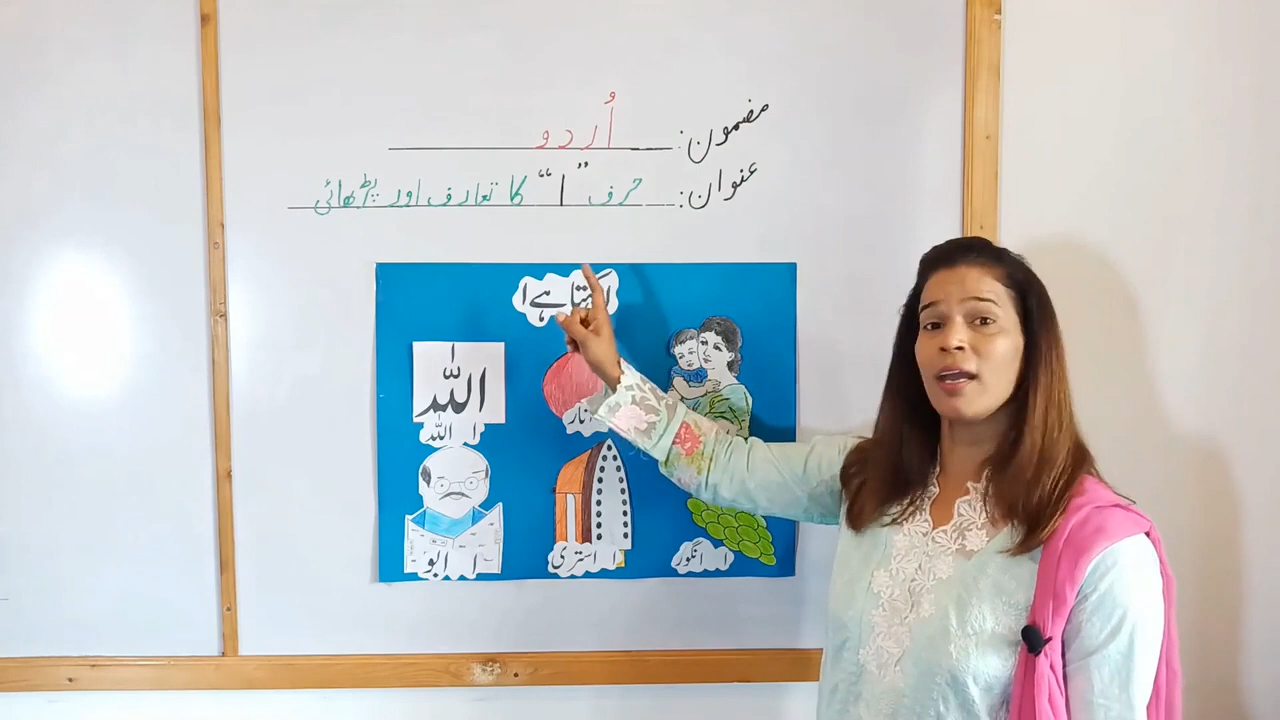 مضمون: اُردو
عنوان: حرف "ا" کا تعارف اور پڑھائی
ا کہتا ہے ا
اللہ
ا اللہ
انار
ا ابو
ا استری
ا انگور